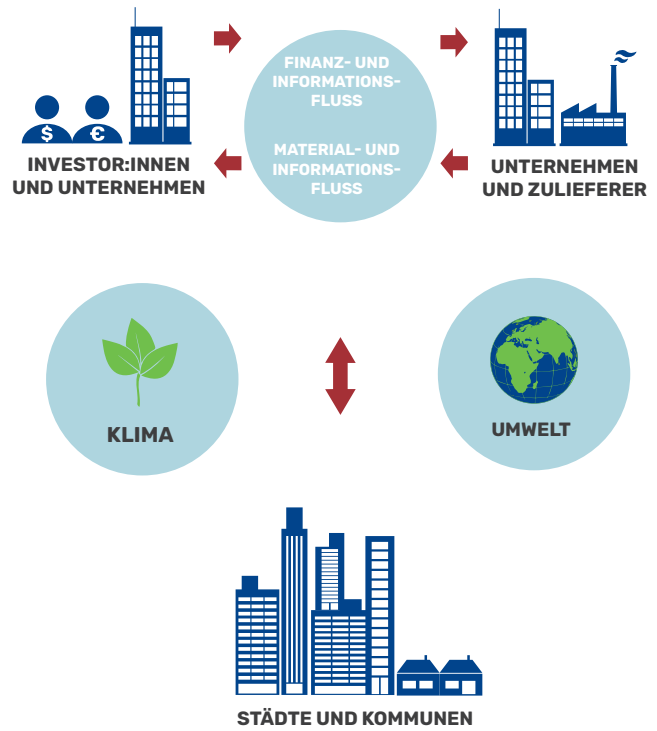 FINANZ- UND
INFORMATIONS-
FLUSS
MATERIAL- UND
INFORMATIONS-
FLUSS
$ €
INVESTOR:INNEN
UND UNTERNEHMEN
UNTERNEHMEN
UND ZULIEFERER
KLIMA
UMWELT
STÄDTE UND KOMMUNEN